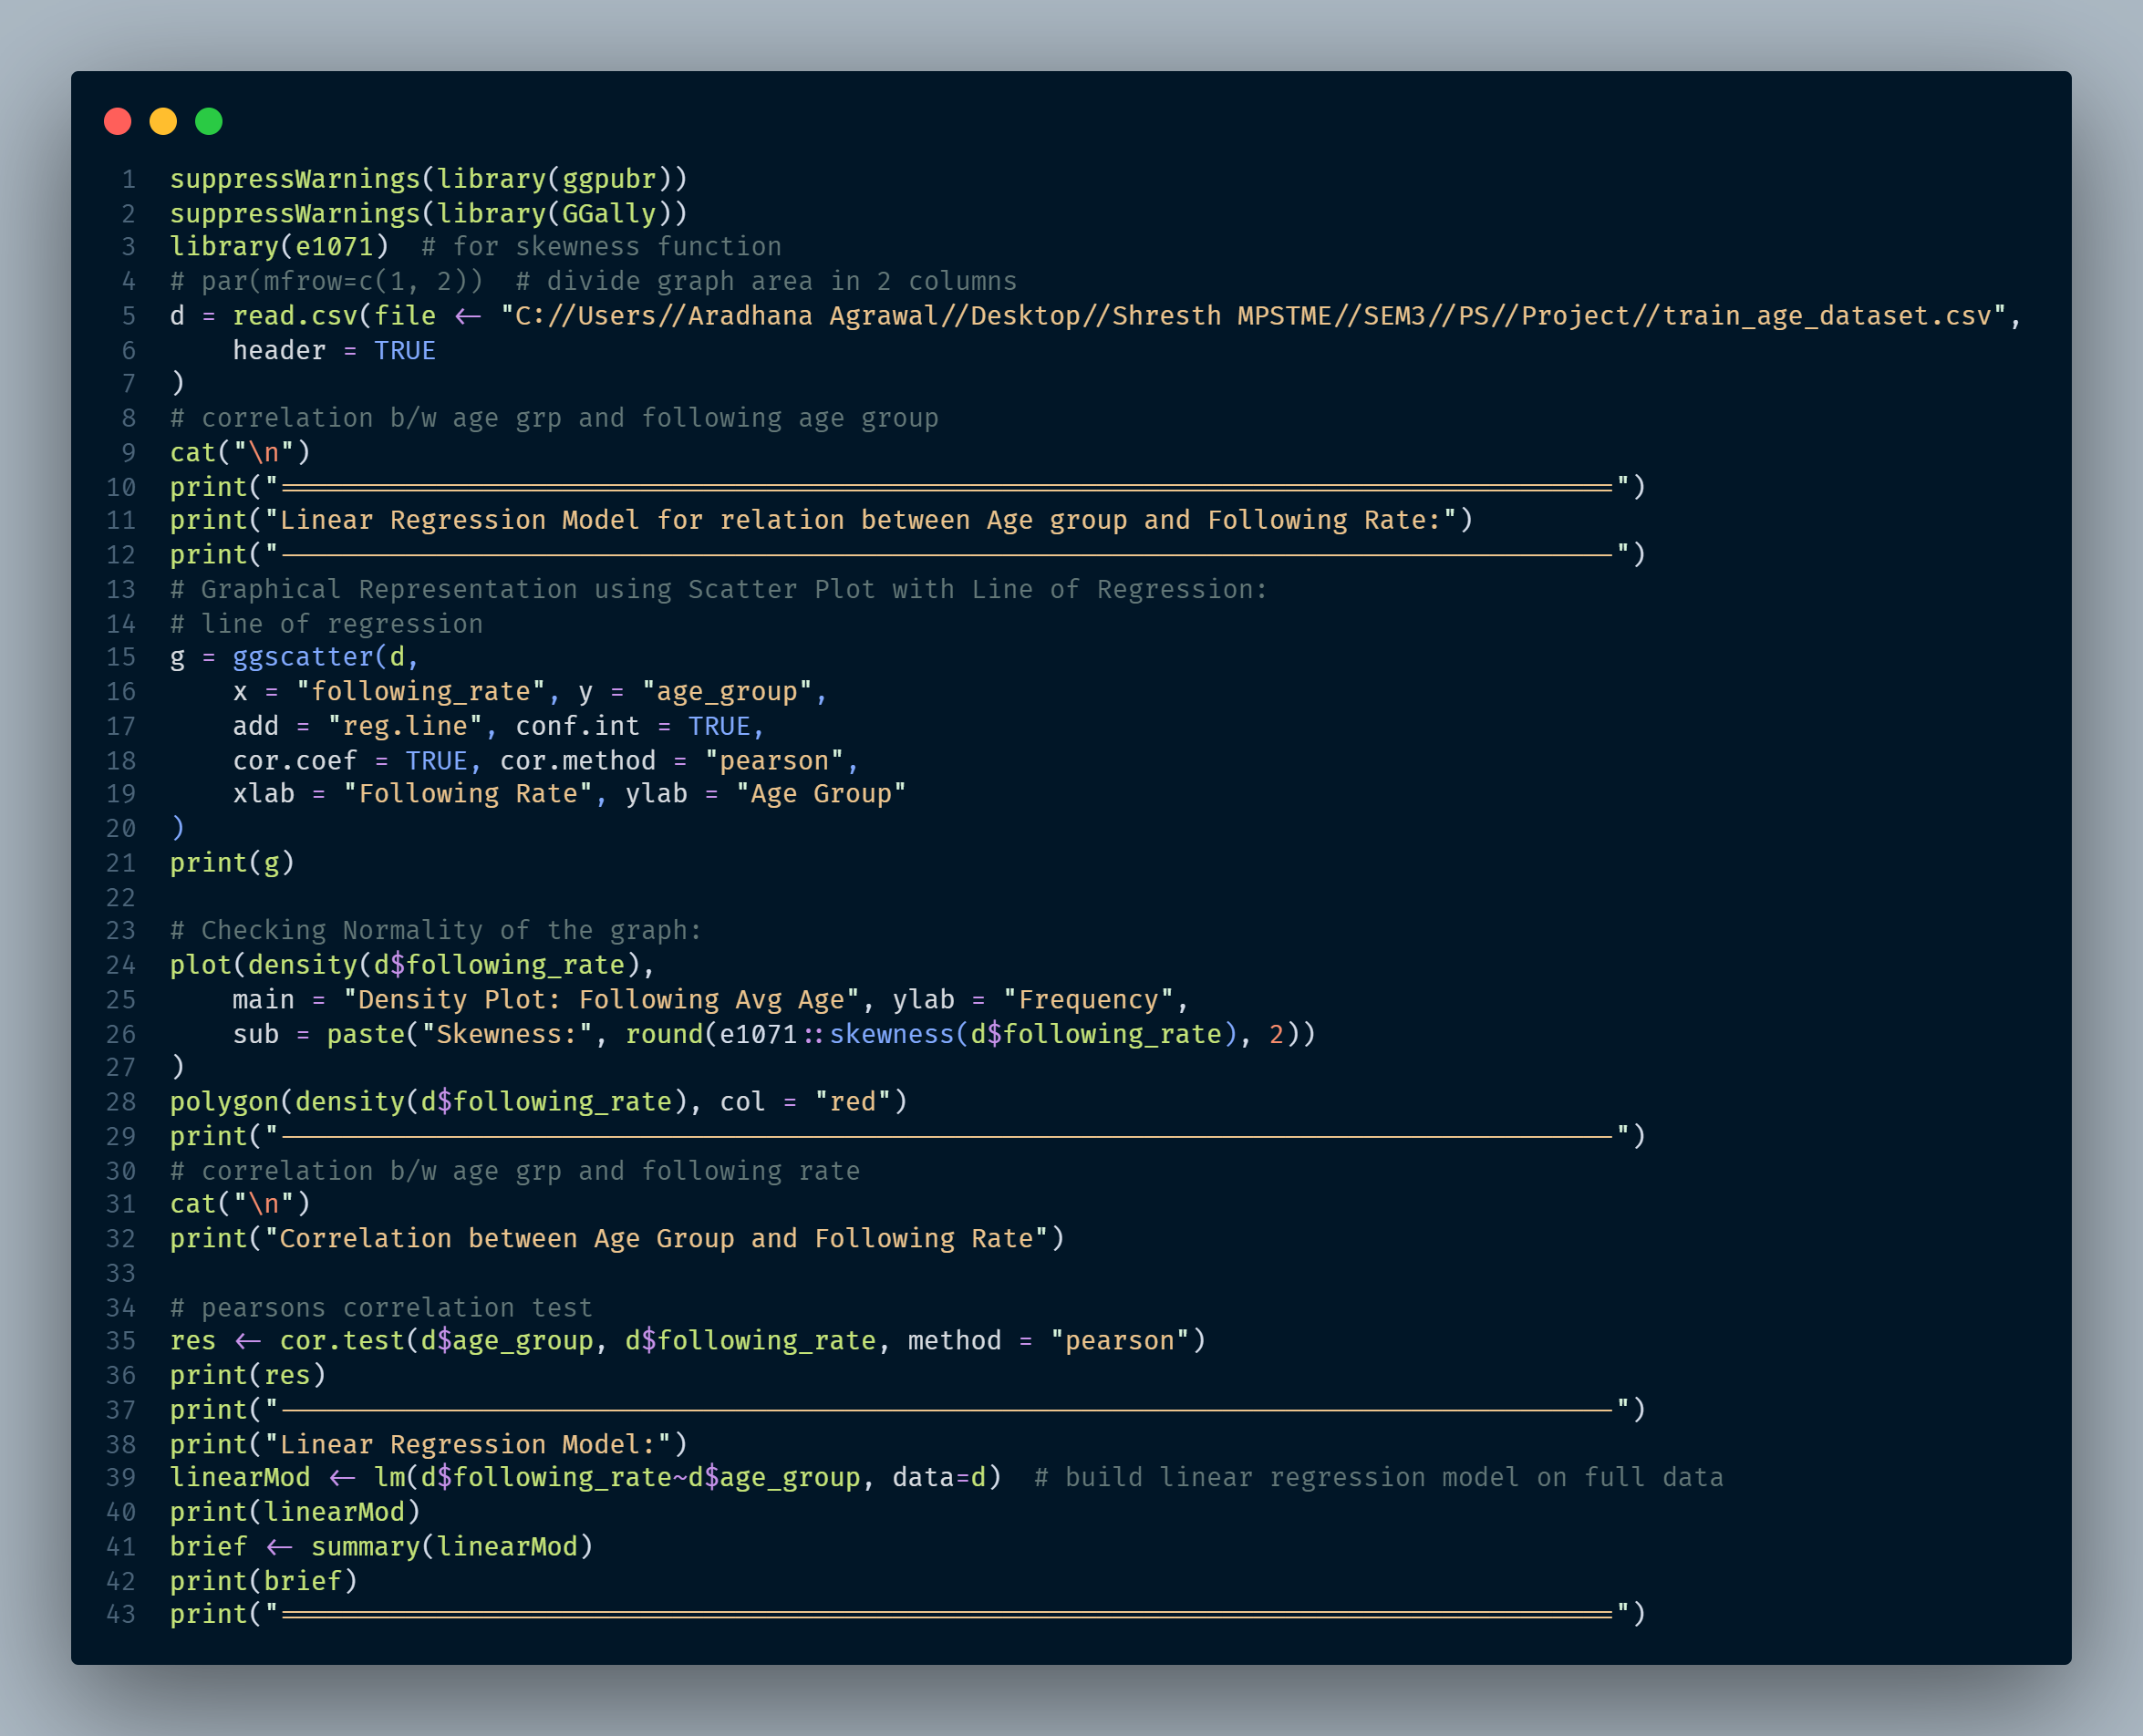 1 suppressWarnings(library(ggpubr))
2 suppressWarnings(library(GGally))
3 library(e1071)  # for skewness function
4 # par(mfrow=c(1, 2))  # divide graph area in 2 columns
5 d = read.csv(file <- "C://Users//Aradhana Agrawal//Desktop//Shresth MPSTME//SEM3//PS//Project//train_age_dataset.csv",
6     header = TRUE
7 )
8 # correlation b/w age grp and following age group
9 cat("\n")
10 print("=====================================================================================")
11 print("Linear Regression Model for relation between Age group and Following Rate:")
12 print("-------------------------------------------------------------------------------------")
13 # Graphical Representation using Scatter Plot with Line of Regression:
14 # line of regression
15 g = ggscatter(d,
16     x = "following_rate", y = "age_group",
17     add = "reg.line", conf.int = TRUE,
18     cor.coef = TRUE, cor.method = "pearson",
19     xlab = "Following Rate", ylab = "Age Group"
20 )
21 print(g)
22
23 # Checking Normality of the graph:
24 plot(density(d$following_rate),
25     main = "Density Plot: Following Avg Age", ylab = "Frequency",
26     sub = paste("Skewness:", round(e1071::skewness(d$following_rate), 2))
27 )
28 polygon(density(d$following_rate), col = "red")
29 print("-------------------------------------------------------------------------------------")
30 # correlation b/w age grp and following rate
31 cat("\n")
32 print("Correlation between Age Group and Following Rate")
33
34 # pearsons correlation test
35 res <- cor.test(d$age_group, d$following_rate, method = "pearson")
36 print(res)
37 print("-------------------------------------------------------------------------------------")
38 print("Linear Regression Model:")
39 linearMod <- lm(d$following_rate~d$age_group, data=d)  # build linear regression model on full data
40 print(linearMod)
41 brief <- summary(linearMod)
42 print(brief)
43 print("=====================================================================================")